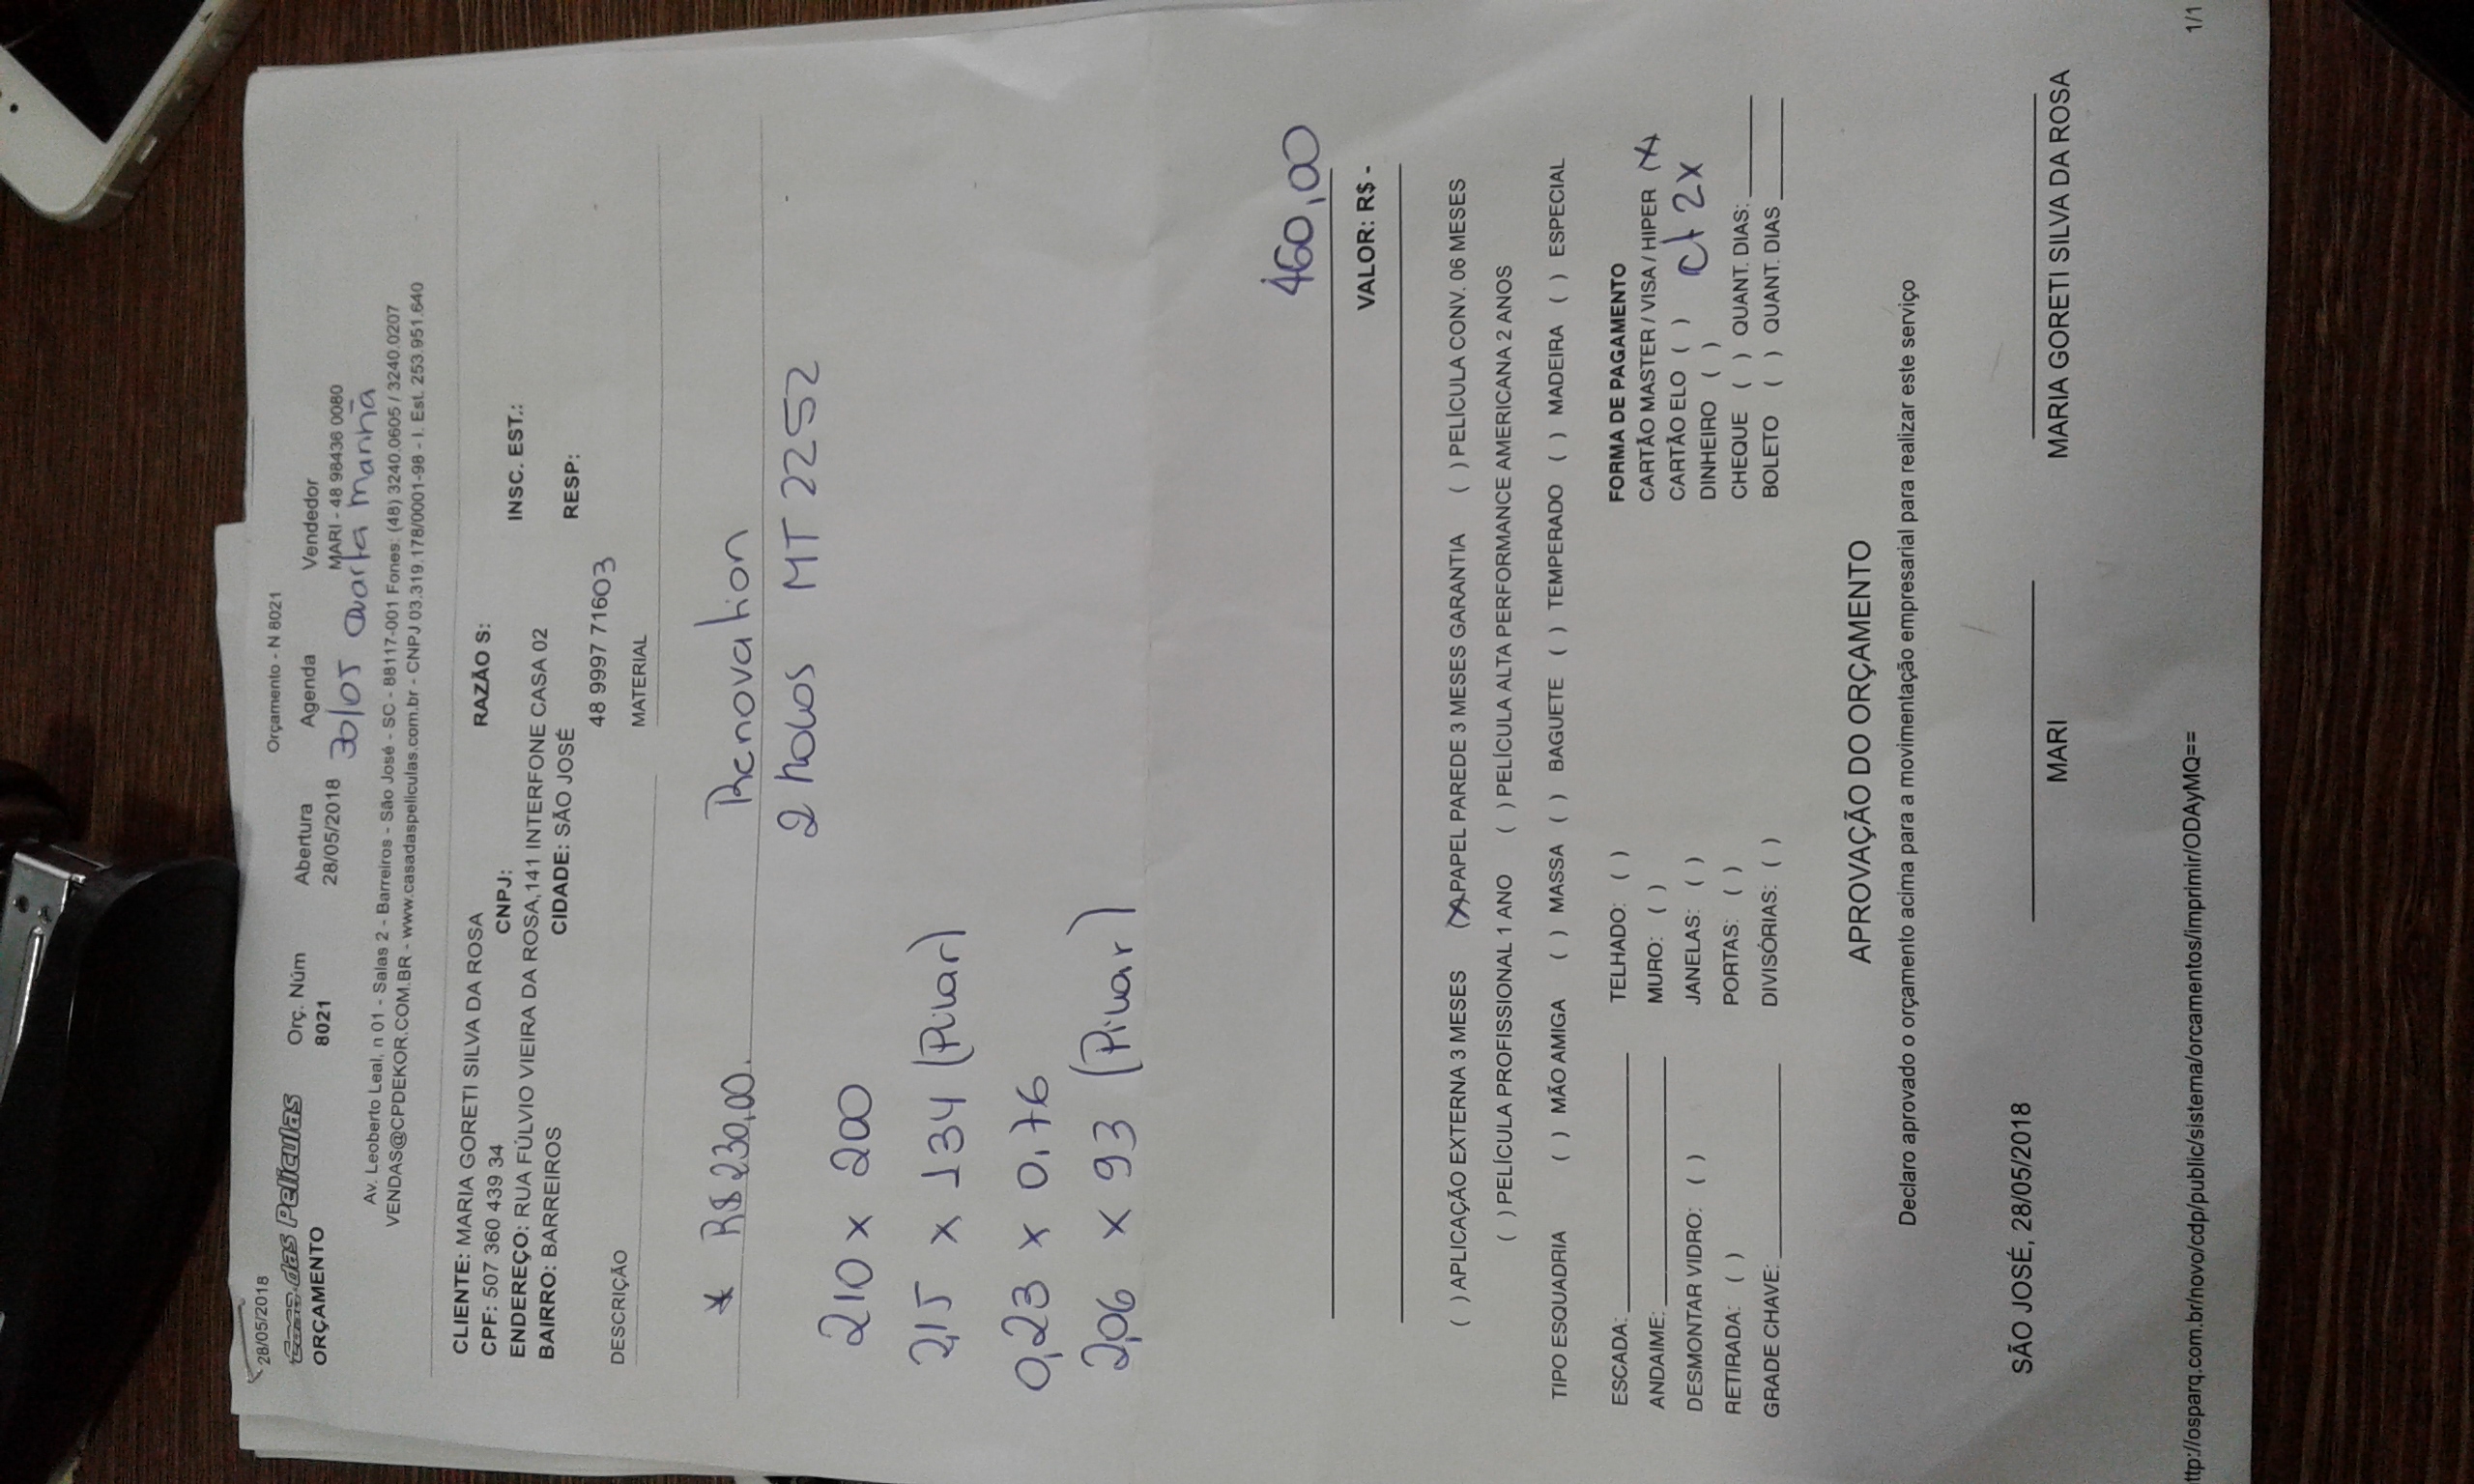 28/05/2018 Orçamento - N 8021
Casa das Películas Orç. Núm Abertura Agenda Vendedor
ORÇAMENTO 8021 28/05/2018 30/05 Quarta manhã MARI - 48 98436 0080
Av. Leoberto Leal, n 01 - Salas 2 - Barreiros - São José - SC - 88117-001 Fones: (48) 3240.0605 / 3240.0207
VENDAS@CPDEKOR.COM.BR - www.casadaspeliculas.com.br - CNPJ 03.319.178/0001-98 - I. Est. 253.951.640
CLIENTE: MARIA GORETI SILVA DA ROSA RAZÃO S:
CPF: 507 360 439 34 CNPJ: INSC. EST.:
ENDEREÇO: RUA FÚLVIO VIEIRA DA ROSA,141 INTERFONE CASA 02
BAIRRO: BARREIROS CIDADE: SÃO JOSÉ RESP:
48 9997 71603
DESCRIÇÃO MATERIAL
* R$ 230,00. Renovation
2 rolos MT 2252
210 x 200
2,15 x 134 (Pilar)
0,23 x 0,76
2,06 x 93 (Pilar)
460,00
VALOR: R$ -
( ) APLICAÇÃO EXTERNA 3 MESES (X) PAPEL PAREDE 3 MESES GARANTIA ( ) PELÍCULA CONV. 06 MESES
( ) PELÍCULA PROFISSIONAL 1 ANO ( ) PELÍCULA ALTA PERFORMANCE AMERICANA 2 ANOS
TIPO ESQUADRIA ( ) MÃO AMIGA ( ) MASSA ( ) BAGUETE ( ) TEMPERADO ( ) MADEIRA ( ) ESPECIAL
ESCADA: TELHADO: ( ) FORMA DE PAGAMENTO
ANDAIME: MURO: ( ) CARTÃO MASTER / VISA / HIPER (X)
DESMONTAR VIDRO: ( ) JANELAS: ( ) CARTÃO ELO ( ) ct 2x
RETIRADA: ( ) PORTAS: ( ) DINHEIRO ( )
GRADE CHAVE: DIVISÓRIAS: ( ) CHEQUE ( ) QUANT. DIAS:
BOLETO ( ) QUANT. DIAS
APROVAÇÃO DO ORÇAMENTO
Declaro aprovado o orçamento acima para a movimentação empresarial para realizar este serviço
SÃO JOSÉ, 28/05/2018
MARI MARIA GORETI SILVA DA ROSA
ttp://osparq.com.br/novo/cdp/public/sistema/orcamentos/imprimir/ODAyMQ== 1/1